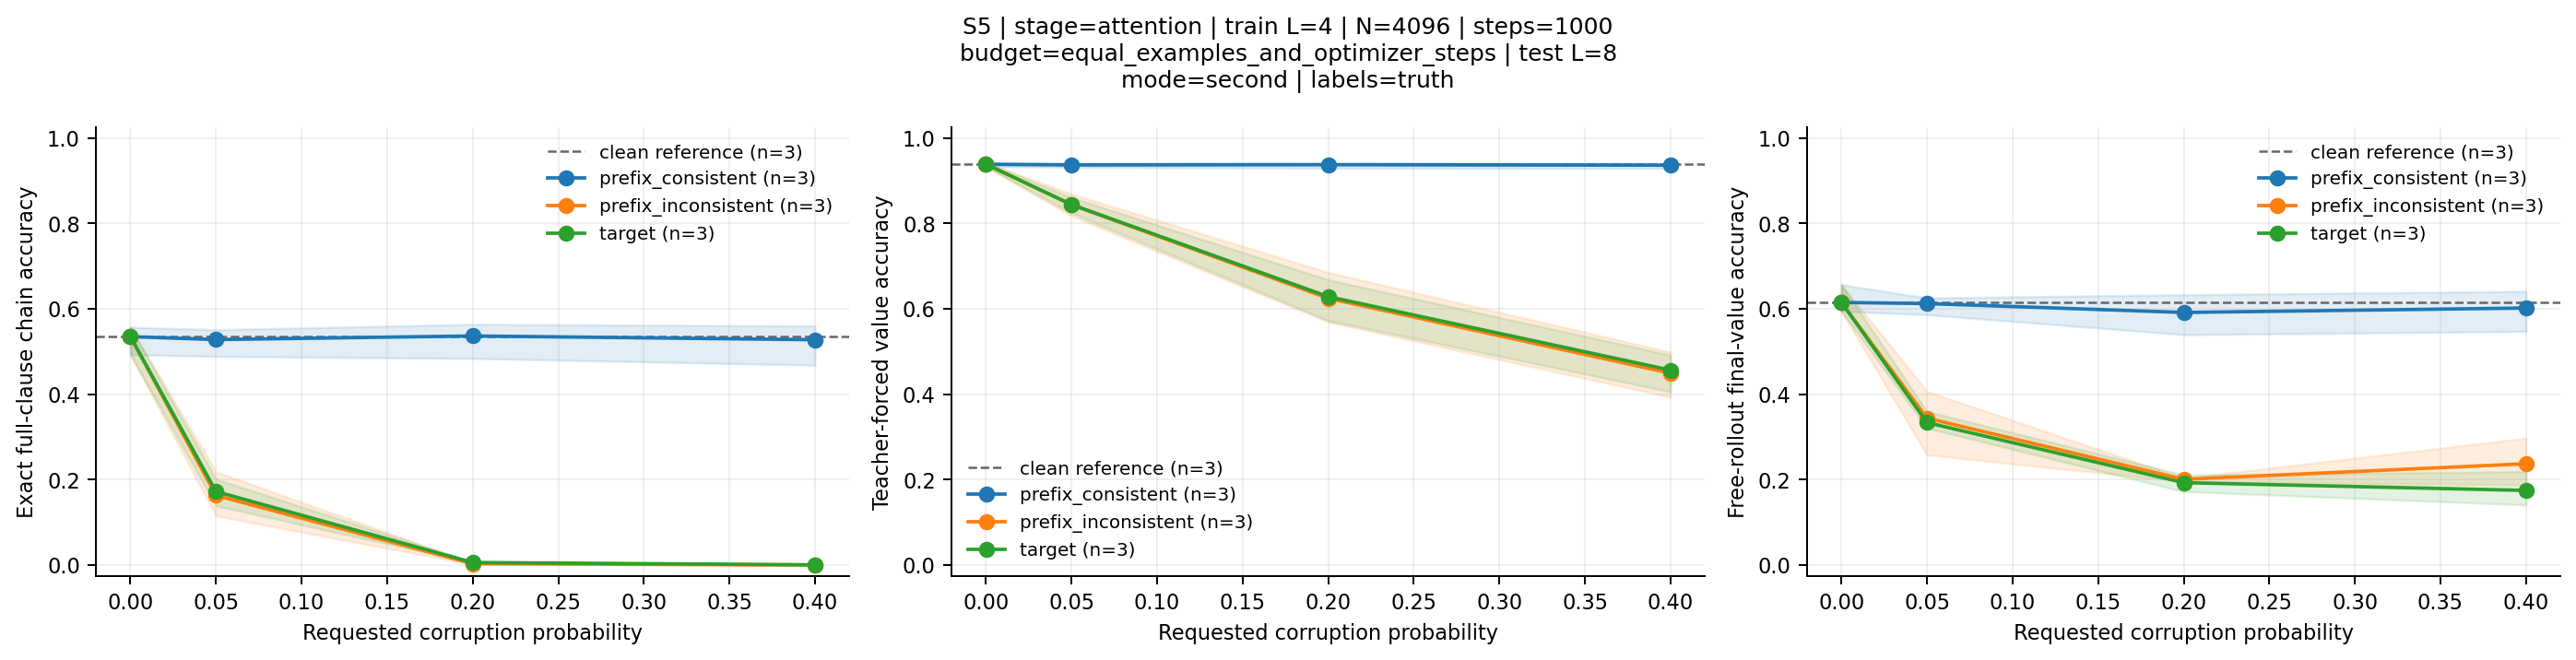 S5 | stage=attention | train L=4 | N=4096 | steps=1000
budget=equal_examples_and_optimizer_steps | test L=8
mode=second | labels=truth
Exact full-clause chain accuracy
1.0
0.8
0.6
0.4
0.2
0.0
clean reference (n=3)
prefix_consistent (n=3)
prefix_inconsistent (n=3)
target (n=3)
0.00 0.05 0.10 0.15 0.20 0.25 0.30 0.35 0.40
Requested corruption probability
Teacher-forced value accuracy
1.0
0.8
0.6
0.4
0.2
0.0
clean reference (n=3)
prefix_consistent (n=3)
prefix_inconsistent (n=3)
target (n=3)
0.00 0.05 0.10 0.15 0.20 0.25 0.30 0.35 0.40
Requested corruption probability
Free-rollout final-value accuracy
1.0
0.8
0.6
0.4
0.2
0.0
clean reference (n=3)
prefix_consistent (n=3)
prefix_inconsistent (n=3)
target (n=3)
0.00 0.05 0.10 0.15 0.20 0.25 0.30 0.35 0.40
Requested corruption probability